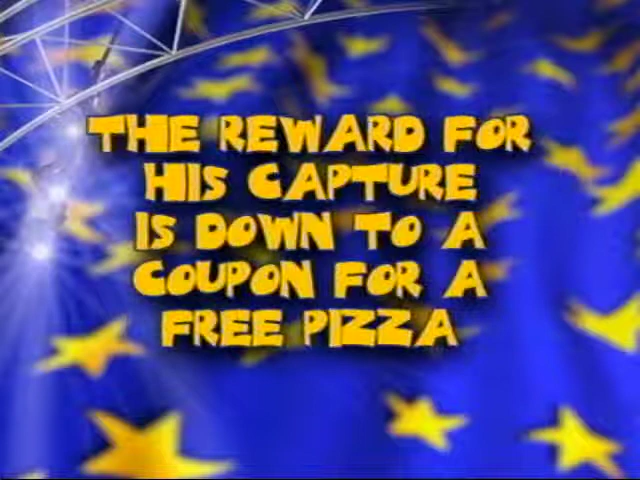 THE REWARD FOR
HIS CAPTURE
IS DOWN TO A
COUPON FOR A
FREE PIZZA